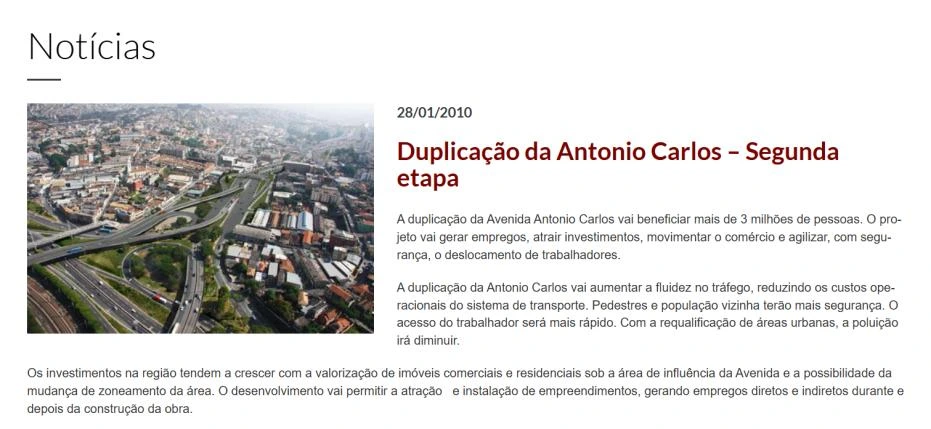 Notícias
28/01/2010
Duplicação da Antonio Carlos – Segunda
etapa
A duplicação da Avenida Antonio Carlos vai beneficiar mais de 3 milhões de pessoas. O pro-
jeto vai gerar empregos, atrair investimentos, movimentar o comércio e agilizar, com segu-
rança, o deslocamento de trabalhadores.
A duplicação da Antonio Carlos vai aumentar a fluidez no tráfego, reduzindo os custos ope-
racionais do sistema de transporte. Pedestres e população vizinha terão mais segurança. O
acesso do trabalhador será mais rápido. Com a requalificação de áreas urbanas, a poluição
irá diminuir.
Os investimentos na região tendem a crescer com a valorização de imóveis comerciais e residenciais sob a área de influência da Avenida e a possibilidade da
mudança de zoneamento da área. O desenvolvimento vai permitir a atração e instalação de empreendimentos, gerando empregos diretos e indiretos durante e
depois da construção da obra.